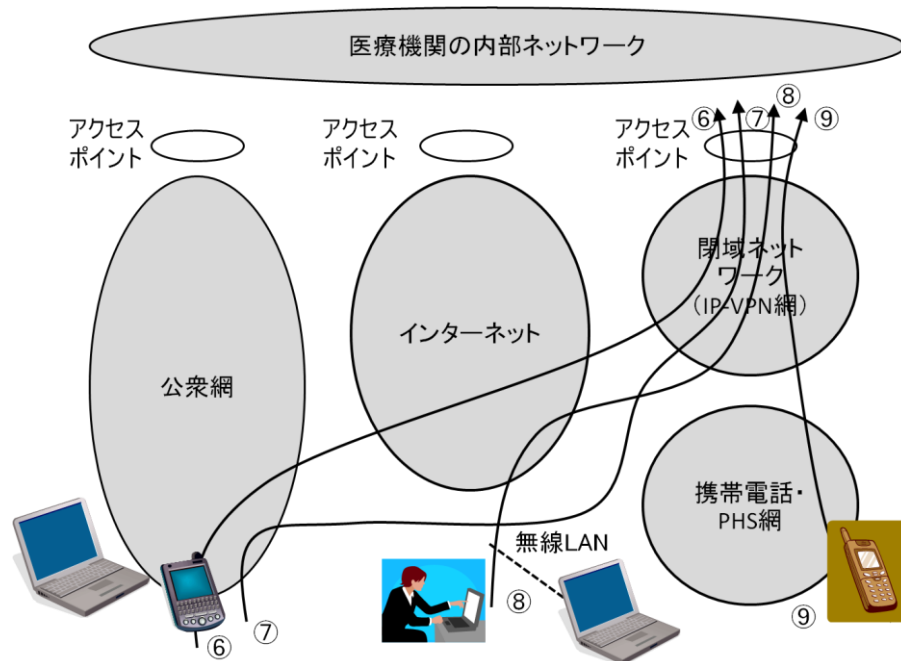 医療機関の内部ネットワーク
アクセス
ポイント
アクセス
ポイント
アクセス
ポイント
⑥
⑦
⑧
⑨
公衆網
インターネット
閉域ネット
ワーク
(IP-VPN網)
携帯電話・
PHS網
無線LAN
⑥
⑦
⑧
⑨